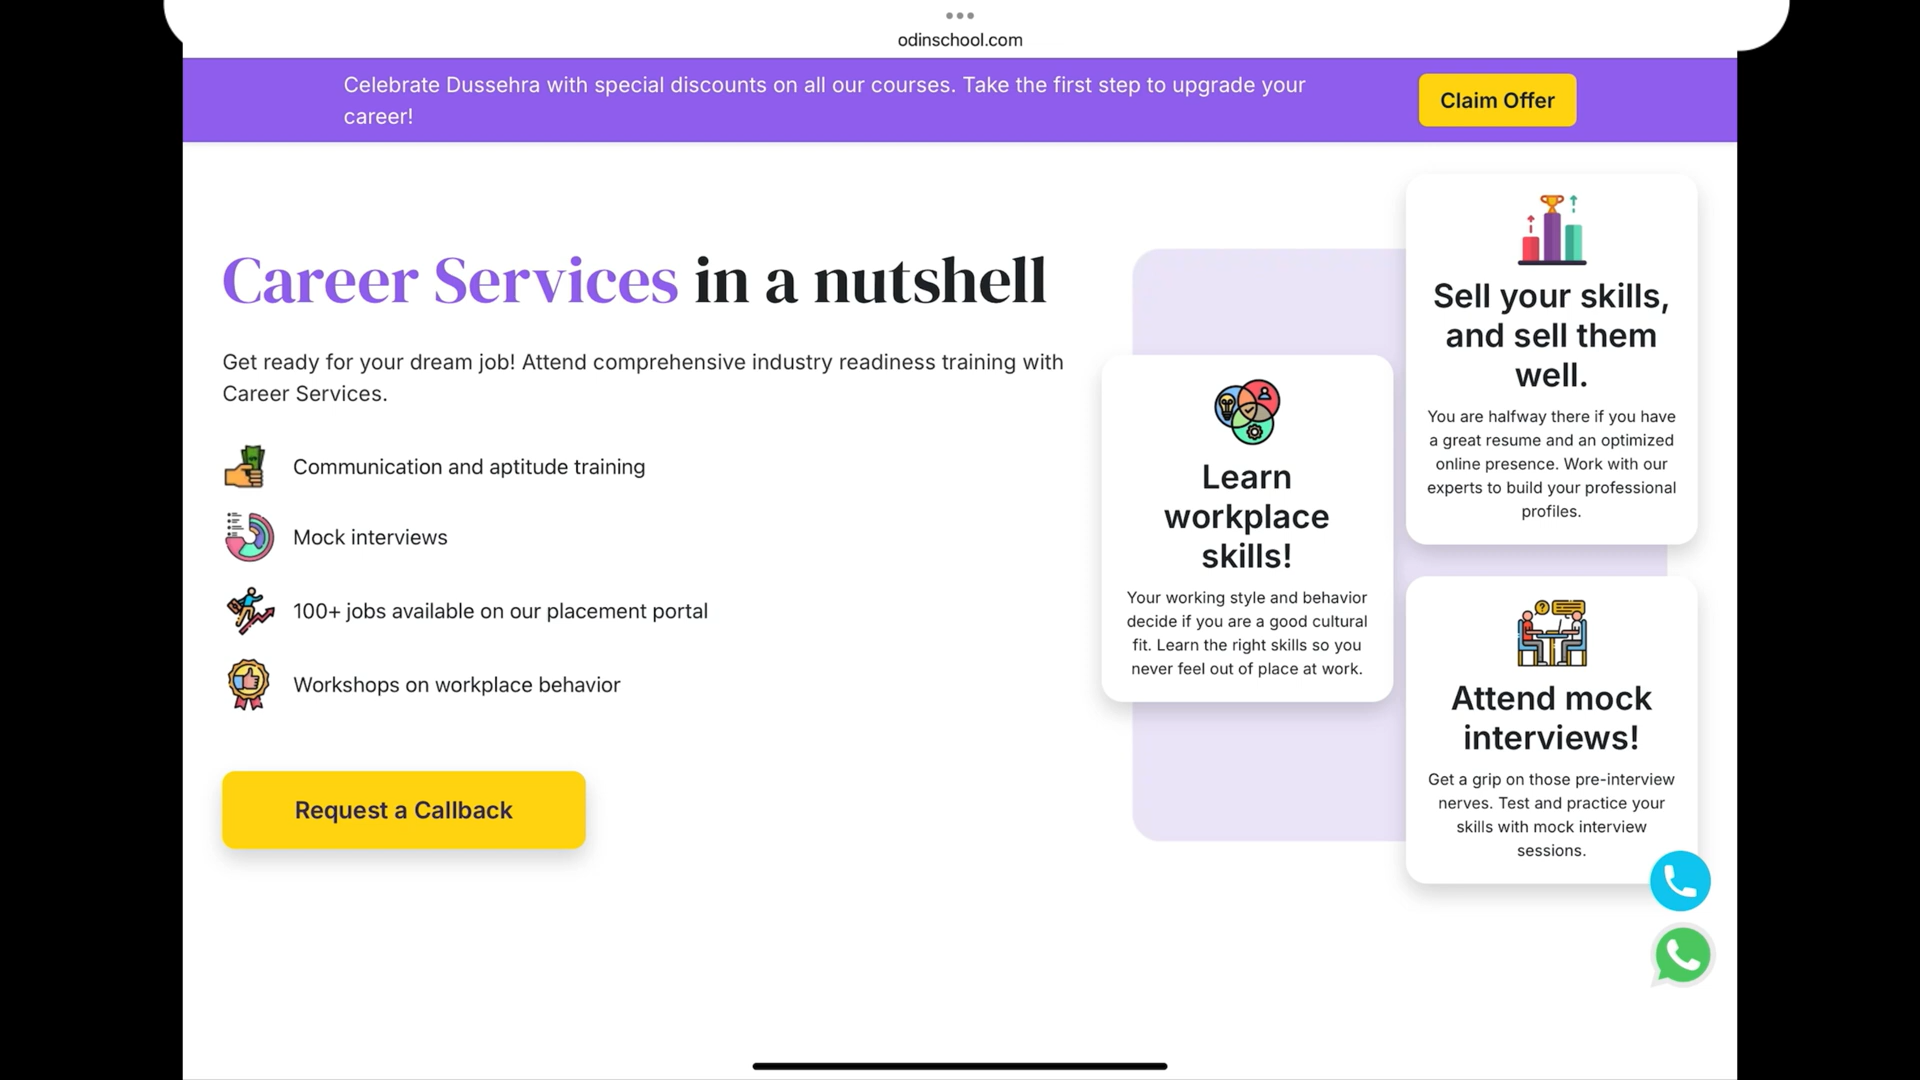 odinschool.com
Celebrate Dussehra with special discounts on all our courses. Take the first step to upgrade your
career!
Claim Offer
Career Services in a nutshell
Get ready for your dream job! Attend comprehensive industry readiness training with
Career Services.
Communication and aptitude training
Mock interviews
100+ jobs available on our placement portal
Workshops on workplace behavior
Request a Callback
Learn
workplace
skills!
Your working style and behavior
decide if you are a good cultural
fit. Learn the right skills so you
never feel out of place at work.
Sell your skills,
and sell them
well.
You are halfway there if you have
a great resume and an optimized
online presence. Work with our
experts to build your professional
profiles.
Attend mock
interviews!
Get a grip on those pre-interview
nerves. Test and practice your
skills with mock interview
sessions.